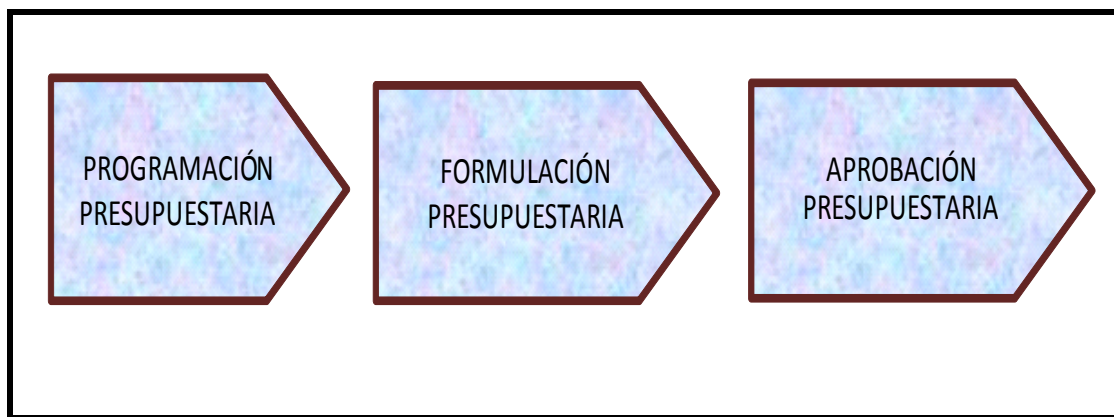 PROGRAMACIÓN
PRESUPUESTARIA
FORMULACIÓN
PRESUPUESTARIA
APROBACIÓN
PRESUPUESTARIA